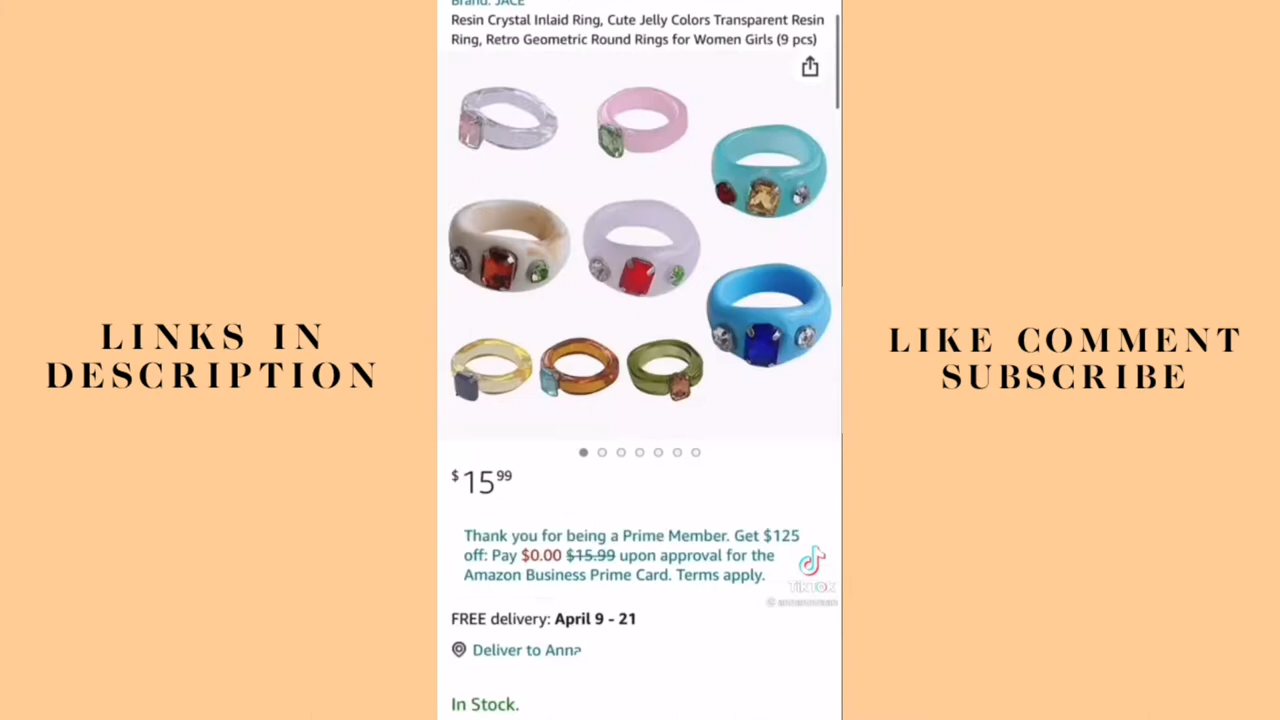 Brand: JACE
Resin Crystal Inlaid Ring, Cute Jelly Colors Transparent Resin
Ring, Retro Geometric Round Rings for Women Girls (9 pcs)
LINKS IN
DESCRIPTION
LIKE COMMENT
SUBSCRIBE
$15 99
Thank you for being a Prime Member. Get $125
off: Pay $0.00 $15.99 upon approval for the
Amazon Business Prime Card. Terms apply.
TikTok
FREE delivery: April 9 - 21
Deliver to Anna
In Stock.